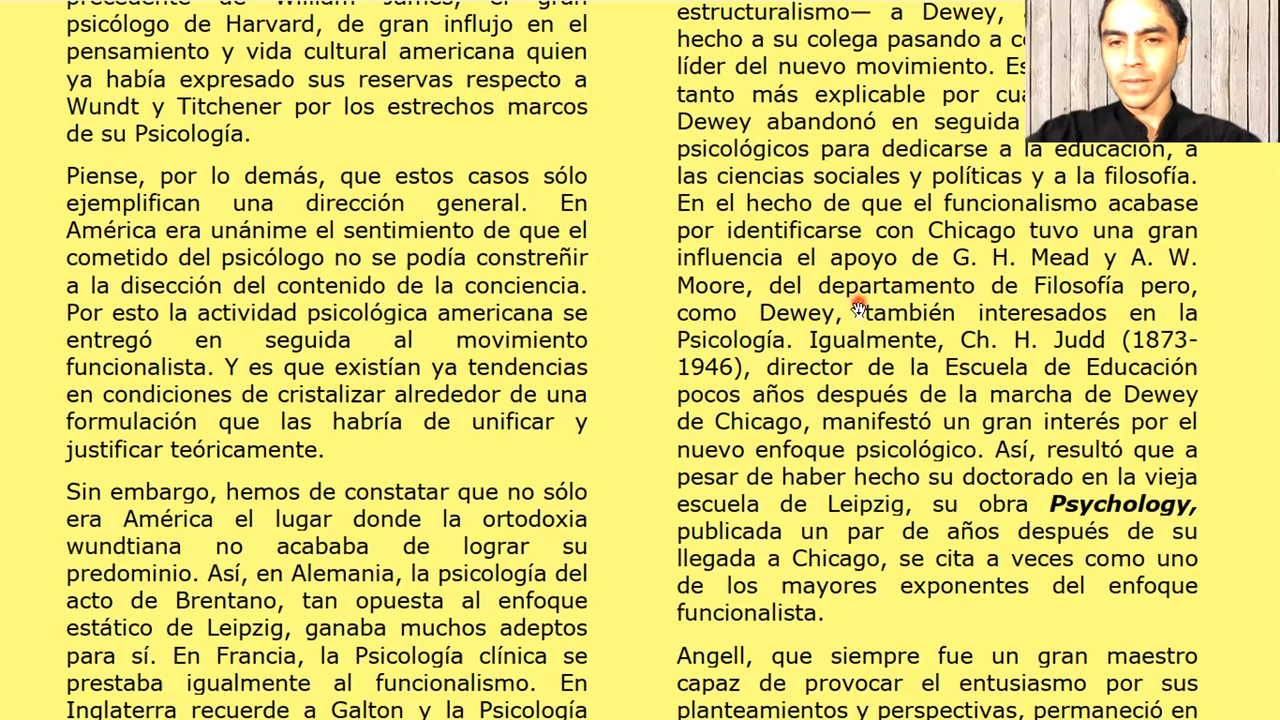 precedente de William James, el gran
psicólogo de Harvard, de gran influjo en el
pensamiento y vida cultural americana quien
ya había expresado sus reservas respecto a
Wundt y Titchener por los estrechos marcos
de su Psicología.
Piense, por lo demás, que estos casos sólo
ejemplifican una dirección general. En
América era unánime el sentimiento de que el
cometido del psicólogo no se podía constreñir
a la disección del contenido de la conciencia.
Por esto la actividad psicológica americana se
entregó en seguida al movimiento
funcionalista. Y es que existían ya tendencias
en condiciones de cristalizar alrededor de una
formulación que las habría de unificar y
justificar teóricamente.
Sin embargo, hemos de constatar que no sólo
era América el lugar donde la ortodoxia
wundtiana no acababa de lograr su
predominio. Así, en Alemania, la psicología del
acto de Brentano, tan opuesta al enfoque
estático de Leipzig, ganaba muchos adeptos
para sí. En Francia, la Psicología clínica se
prestaba igualmente al funcionalismo. En
Inglaterra recuerde a Galton y la Psicología
estructuralismo— a Dewey,
hecho a su colega pasando a
líder del nuevo movimiento.
tanto más explicable por
Dewey abandonó en seguida
psicológicos para dedicarse a la educación, a
las ciencias sociales y políticas y a la filosofía.
En el hecho de que el funcionalismo acabase
por identificarse con Chicago tuvo una gran
influencia el apoyo de G. H. Mead y A. W.
Moore, del departamento de Filosofía pero,
como Dewey, también interesados en la
Psicología. Igualmente, Ch. H. Judd (1873-
1946), director de la Escuela de Educación
pocos años después de la marcha de Dewey
de Chicago, manifestó un gran interés por el
nuevo enfoque psicológico. Así, resultó que a
pesar de haber hecho su doctorado en la vieja
escuela de Leipzig, su obra Psychology,
publicada un par de años después de su
llegada a Chicago, se cita a veces como uno
de los mayores exponentes del enfoque
funcionalista.
Angell, que siempre fue un gran maestro
capaz de provocar el entusiasmo por sus
planteamientos y perspectivas, permaneció en